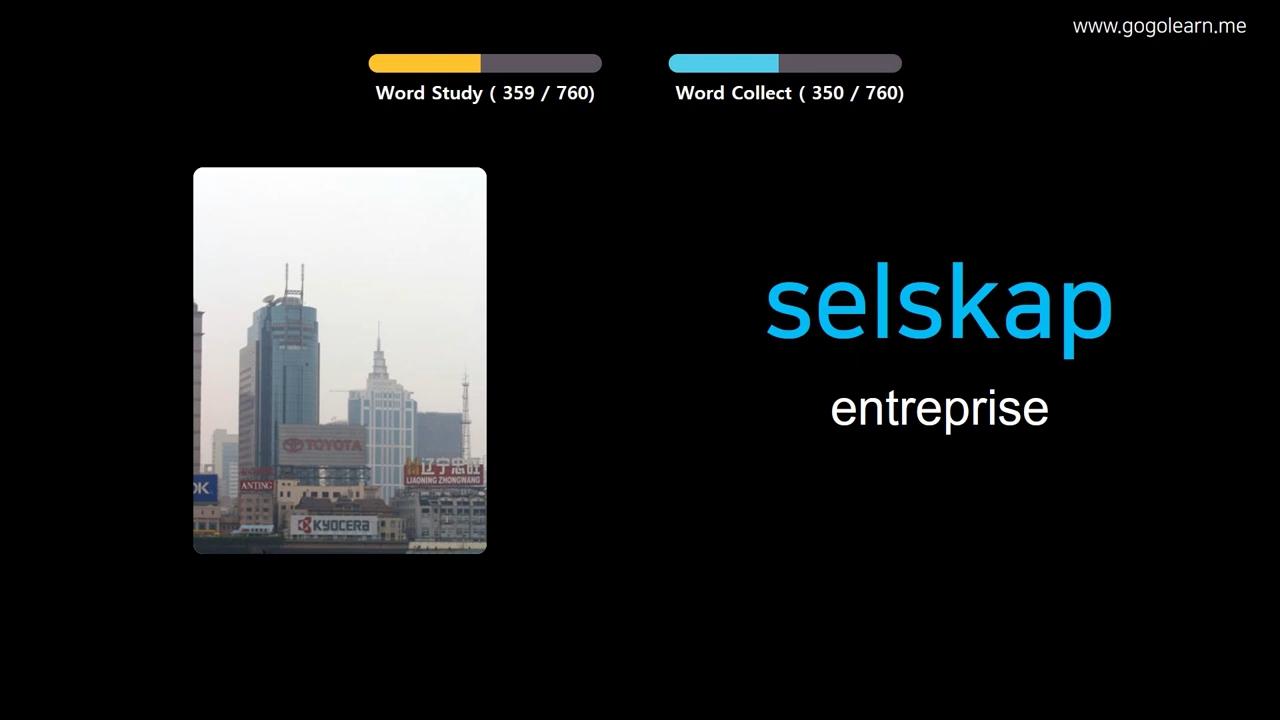 www.gogolearn.me
Word Study ( 359 / 760)
Word Collect ( 350 / 760)
selskap
entreprise
TOYOTA
辽宁忠旺
LIAONING ZHONGWANG
OK
ANTING
KYOCERA